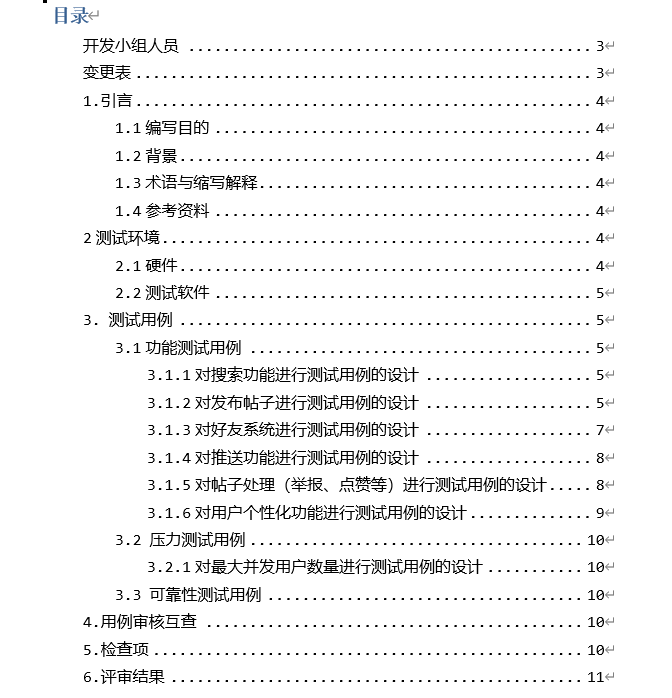 目录
开发小组人员 ................................................ 3
变更表 ...................................................... 3
1.引言 ...................................................... 4
1.1 编写目的 ............................................. 4
1.2 背景 ................................................. 4
1.3 术语与缩写解释 ....................................... 4
1.4 参考资料 ............................................. 4
2 测试环境 .................................................. 4
2.1 硬件 ................................................. 4
2.2 测试软件 ............................................. 5
3. 测试用例 ................................................. 5
3.1 功能测试用例 ......................................... 5
3.1.1 对搜索功能进行测试用例的设计 .................... 5
3.1.2 对发布帖子进行测试用例的设计 .................... 5
3.1.3 对好友系统进行测试用例的设计 .................... 7
3.1.4 对推送功能进行测试用例的设计 .................... 8
3.1.5 对帖子处理（举报、点赞等）进行测试用例的设计 ..... 8
3.1.6 对用户个性化功能进行测试用例的设计 ............... 9
3.2 压力测试用例 ........................................ 10
3.2.1 对最大并发用户数量进行测试用例的设计 ............ 10
3.3 可靠性测试用例 ...................................... 10
4.用例审核互查 ............................................. 10
5.检查项 ................................................... 10
6.评审结果 ................................................. 11